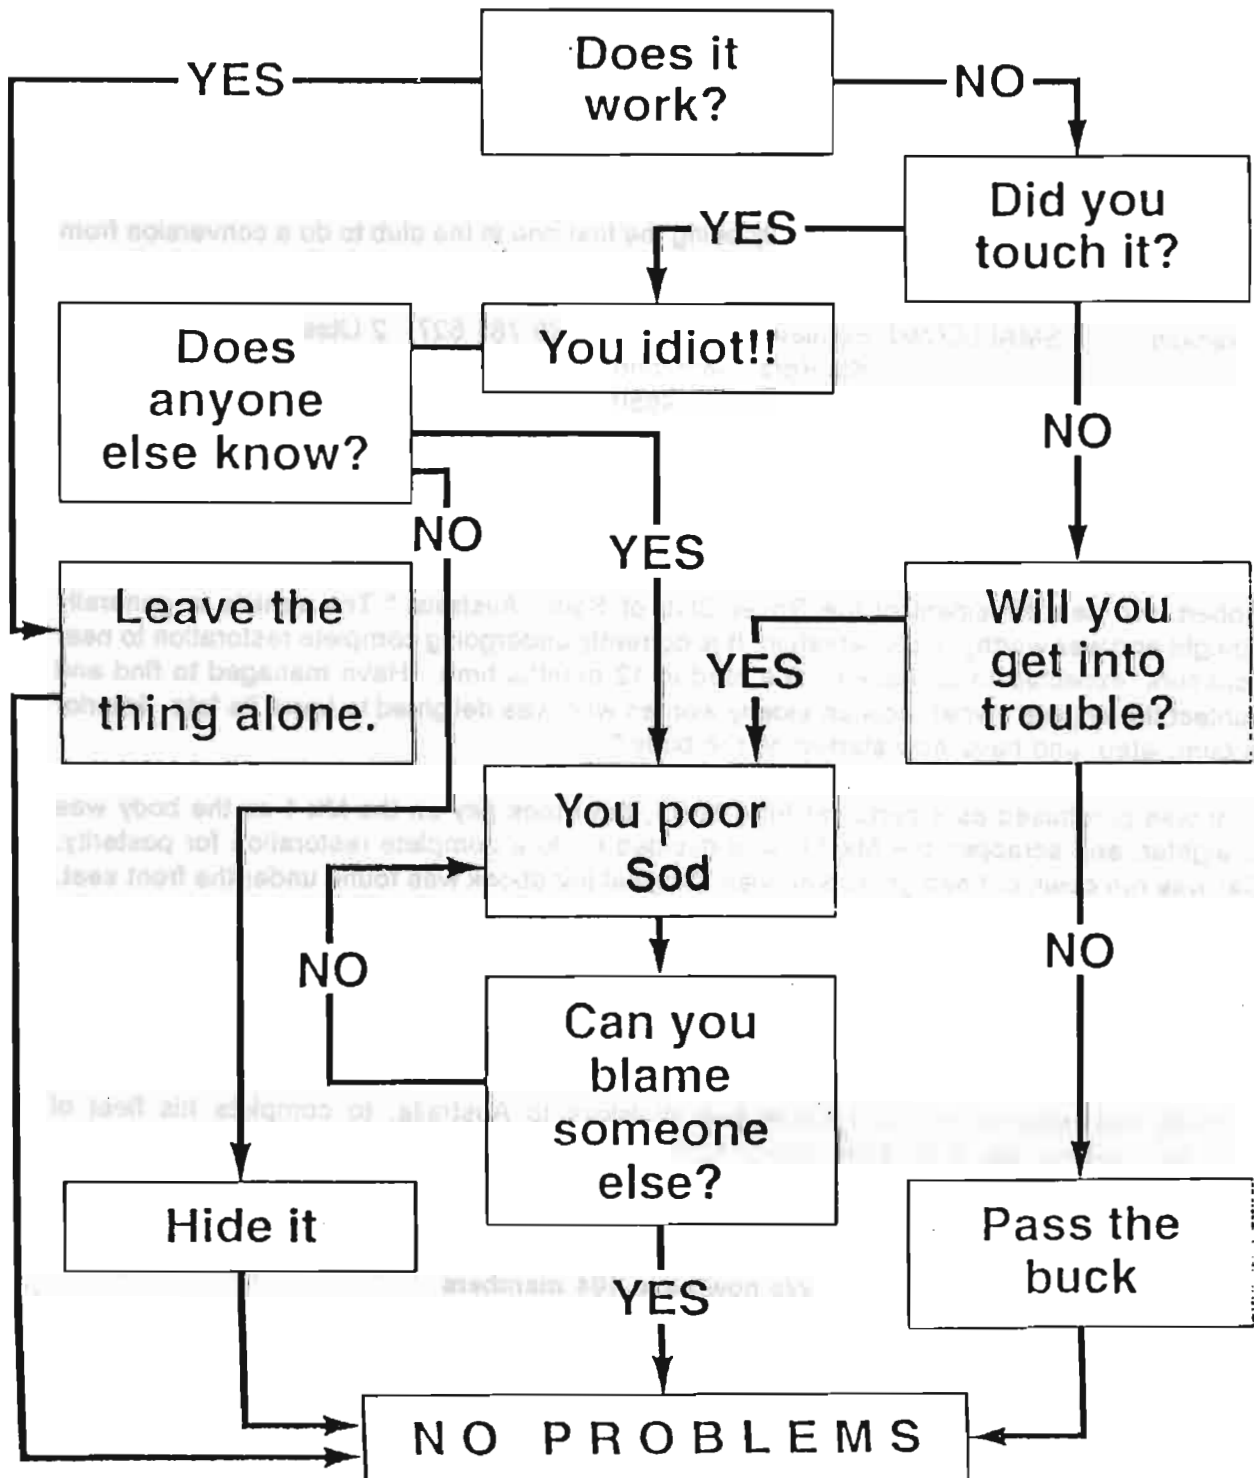 Does it
work?
YES
NO
Did you
touch it?
YES
You idiot!!
Does
anyone
else know?
NO
NO
YES
Leave the
thing alone.
YES
Will you
get into
trouble?
You poor
Sod
NO
NO
Can you
blame
someone
else?
Hide it
YES
Pass the
buck
NO PROBLEMS